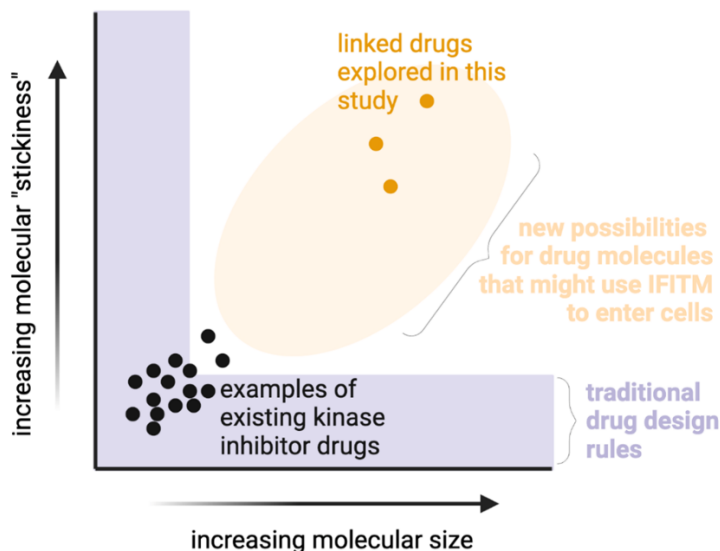 linked drugs
explored in this
study
increasing molecular "stickiness"
new possibilities
for drug molecules
that might use IFITM
to enter cells
examples of
existing kinase
inhibitor drugs
traditional
drug design
rules
increasing molecular size